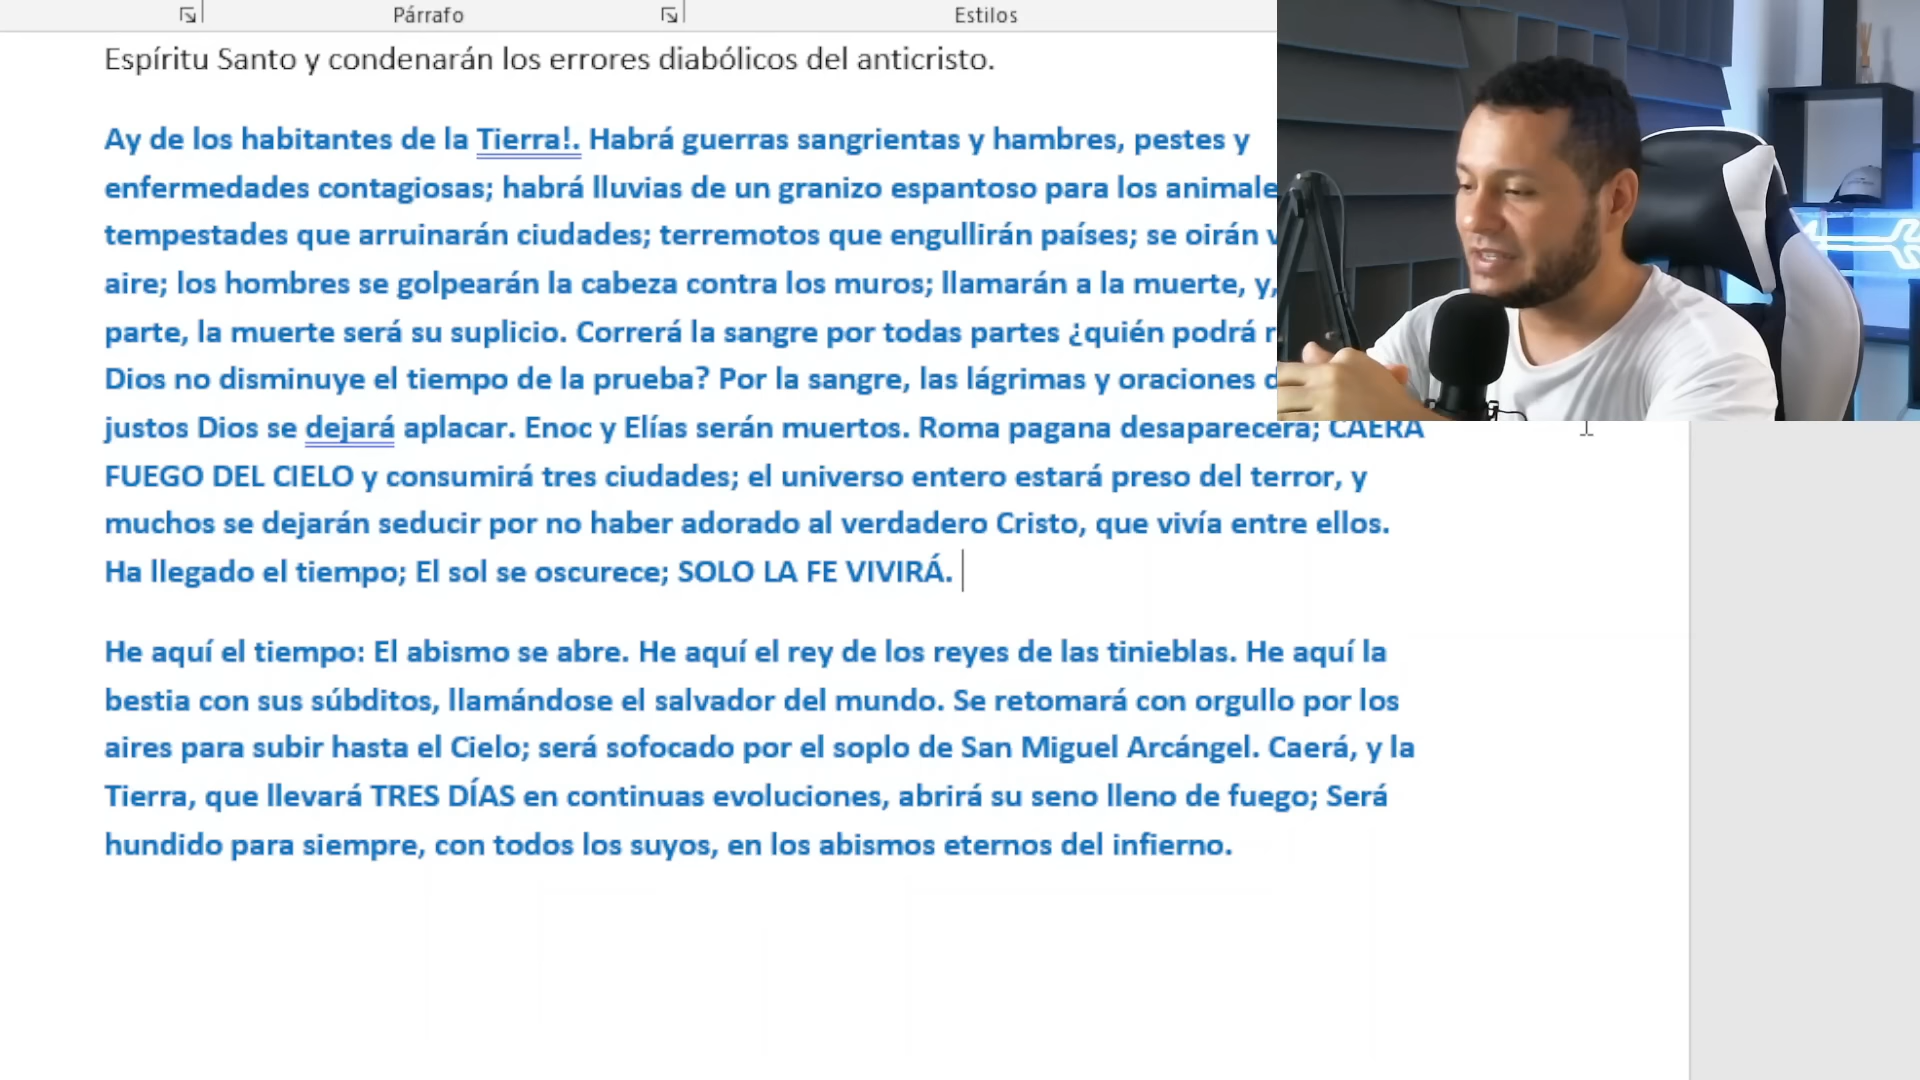 Párrafo
Estilos
Espíritu Santo y condenarán los errores diabólicos del anticristo.
Ay de los habitantes de la Tierra!. Habrá guerras sangrientas y hambres, pestes y
enfermedades contagiosas; habrá lluvias de un granizo espantoso para los
tempestades que arruinarán ciudades; terremotos que engullirán países; se oirán
aire; los hombres se golpearán la cabeza contra los muros; llamarán a la muerte, y,
parte, la muerte será su suplicio. Correrá la sangre por todas partes ¿quién podrá
Dios no disminuye el tiempo de la prueba? Por la sangre, las lágrimas y oraciones
justos Dios se dejará aplacar. Enoc y Elías serán muertos. Roma pagana desaparecerá; CAERÁ
FUEGO DEL CIELO y consumirá tres ciudades; el universo entero estará preso del terror, y
muchos se dejarán seducir por no haber adorado al verdadero Cristo, que vivía entre ellos.
Ha llegado el tiempo; El sol se oscurece; SOLO LA FE VIVIRÁ.
He aquí el tiempo: El abismo se abre. He aquí el rey de los reyes de las tinieblas. He aquí la
bestia con sus súbditos, llamándose el salvador del mundo. Se retomará con orgullo por los
aires para subir hasta el Cielo; será sofocado por el soplo de San Miguel Arcángel. Caerá, y la
Tierra, que llevará TRES DÍAS en continuas evoluciones, abrirá su seno lleno de fuego; Será
hundido para siempre, con todos los suyos, en los abismos eternos del infierno.